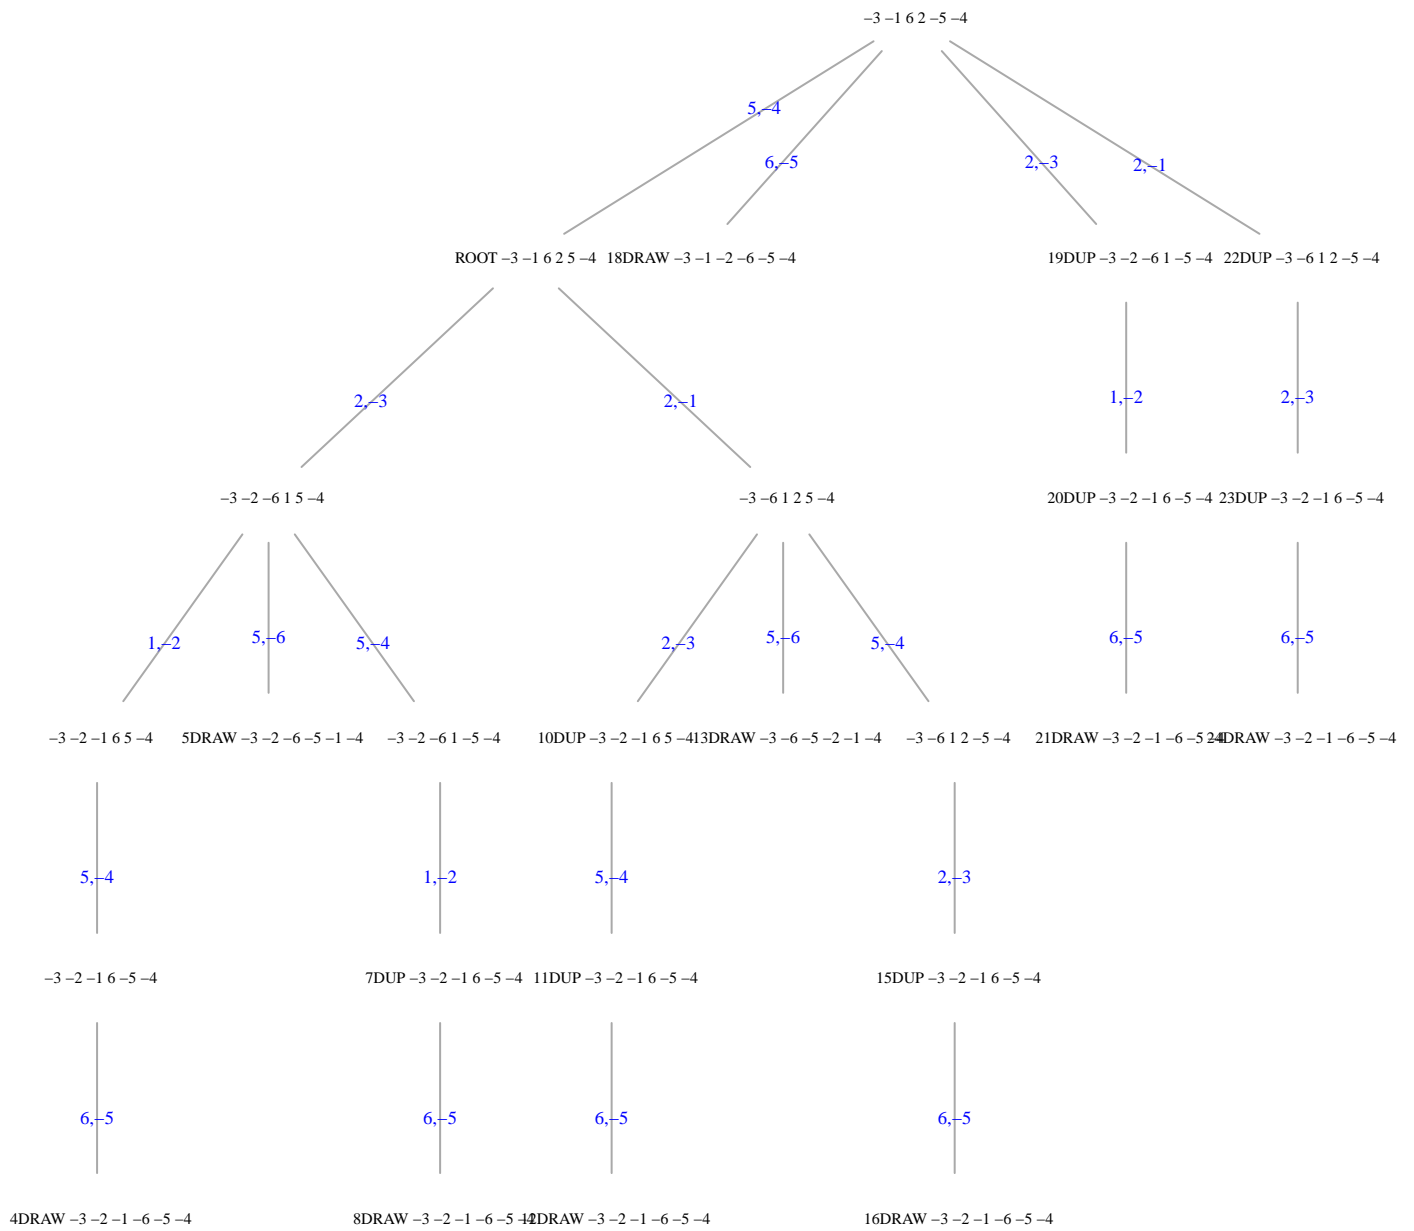 −3 −1 6 2 −5 −4
5,−4
6,−5
2,−3
2,−1
ROOT −3 −1 6 2 5 −4
18DRAW −3 −1 −2 −6 −5 −4
19DUP −3 −2 −6 1 −5 −4
22DUP −3 −6 1 2 −5 −4
2,−3
2,−1
1,−2
2,−3
−3 −2 −6 1 5 −4
−3 −6 1 2 5 −4
20DUP −3 −2 −1 6 −5 −4
23DUP −3 −2 −1 6 −5 −4
1,−2
5,−6
5,−4
2,−3
5,−6
5,−4
6,−5
6,−5
−3 −2 −1 6 5 −4
5DRAW −3 −2 −6 −5 −1 −4
−3 −2 −6 1 −5 −4
10DUP −3 −2 −1 6 5 −4
13DRAW −3 −6 −5 −2 −1 −4
−3 −6 1 2 −5 −4
21DRAW −3 −2 −1 −6 −5 −4
24DRAW −3 −2 −1 −6 −5 −4
5,−4
1,−2
5,−4
2,−3
−3 −2 −1 6 −5 −4
7DUP −3 −2 −1 6 −5 −4
11DUP −3 −2 −1 6 −5 −4
15DUP −3 −2 −1 6 −5 −4
6,−5
6,−5
6,−5
6,−5
4DRAW −3 −2 −1 −6 −5 −4
8DRAW −3 −2 −1 −6 −5 −4
12DRAW −3 −2 −1 −6 −5 −4
16DRAW −3 −2 −1 −6 −5 −4